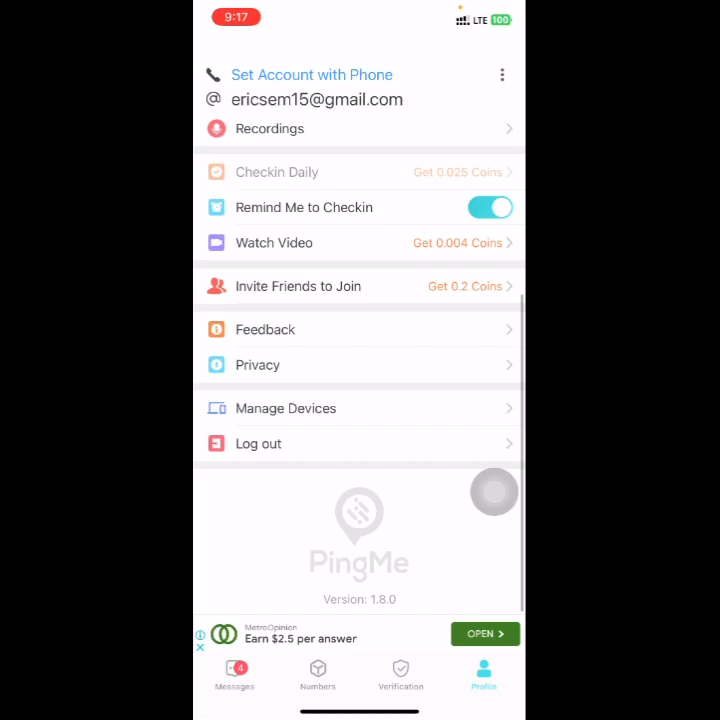 9:17
LTE 100
Set Account with Phone
@ ericsem15@gmail.com
Recordings
Checkin Daily Get 0.025 Coins
Remind Me to Checkin
Watch Video Get 0.004 Coins
Invite Friends to Join Get 0.2 Coins
Feedback
Privacy
Manage Devices
Log out
PingMe
Version: 1.8.0
MetroOpinion
Earn $2.5 per answer
OPEN >
4
Messages Numbers Verification Profile